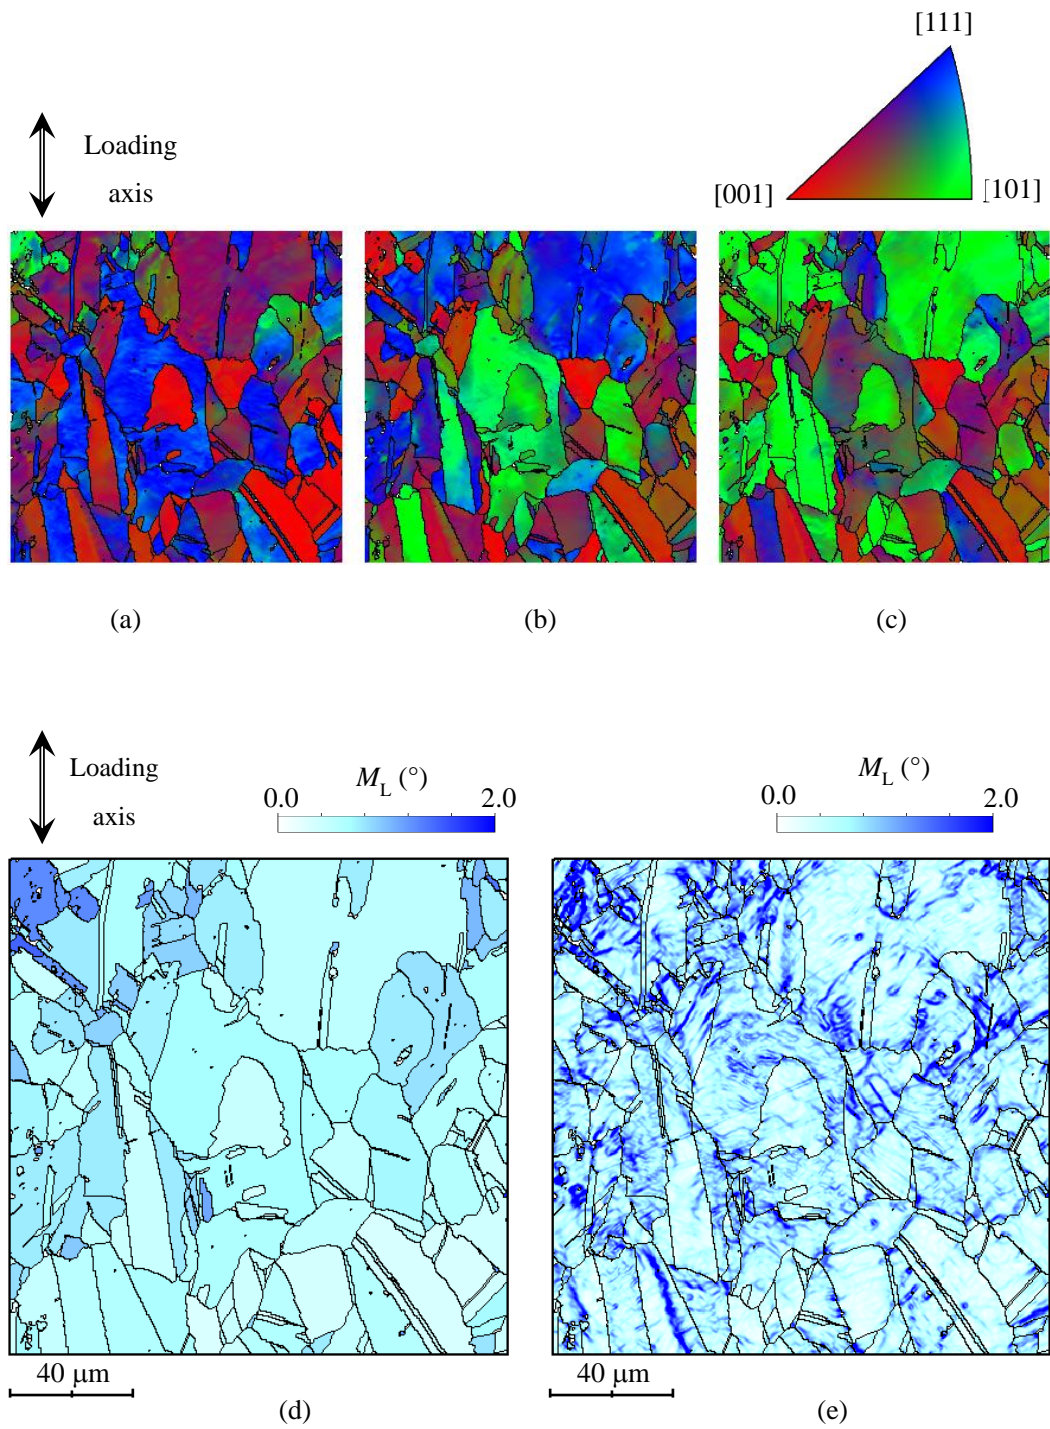 [111]
Loading
axis
[001]
[101]
(a)
(b)
(c)
Loading
axis
M_L (°)
0.0
2.0
M_L (°)
0.0
2.0
40 μm
40 μm
(d)
(e)